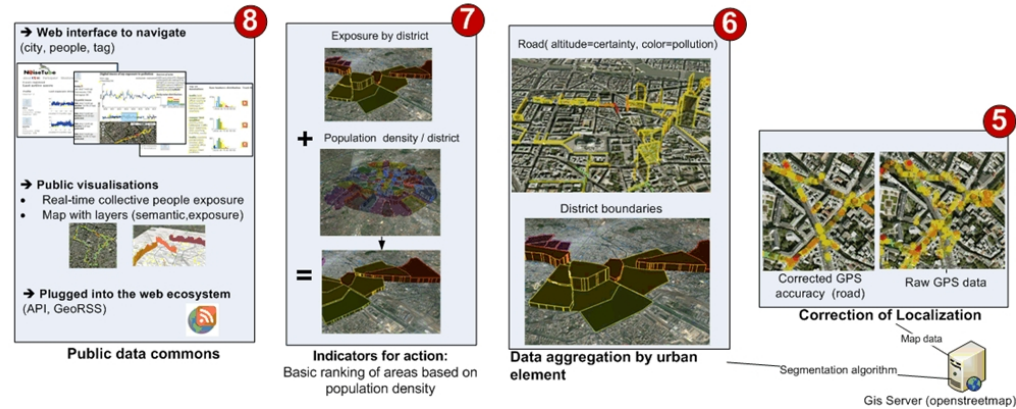 8
➔ Web interface to navigate
(city, people, tag)
NoiseTube
➔ Public visualisations
• Real-time collective people exposure
• Map with layers (semantic,exposure)
➔ Plugged into the web ecosystem
(API, GeoRSS)
Public data commons
7
Exposure by district
+
Population density / district
=
Indicators for action:
Basic ranking of areas based on
population density
6
Road( altitude=certainty, color=pollution)
District boundaries
Data aggregation by urban
element
5
Corrected GPS
accuracy (road)
Raw GPS data
Correction of Localization
Map data
Segmentation algorithm
Gis Server (openstreetmap)